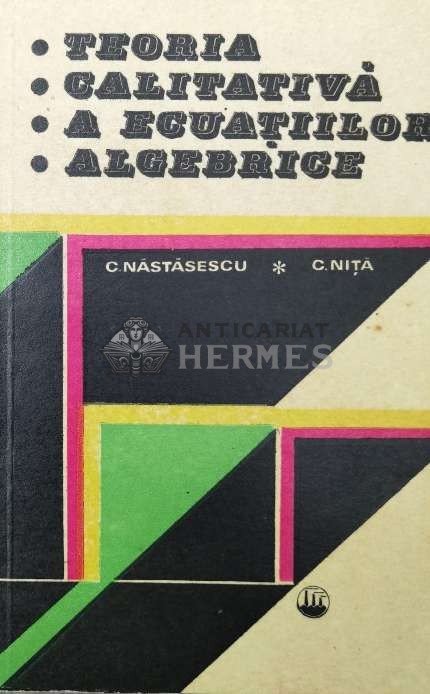 • TEORIA
• CALITATIVĂ
• A ECUAȚIILOR
• ALGEBRICE
C. NĂSTĂSESCU * C. NIȚĂ
ANTICARIAT
HERMES